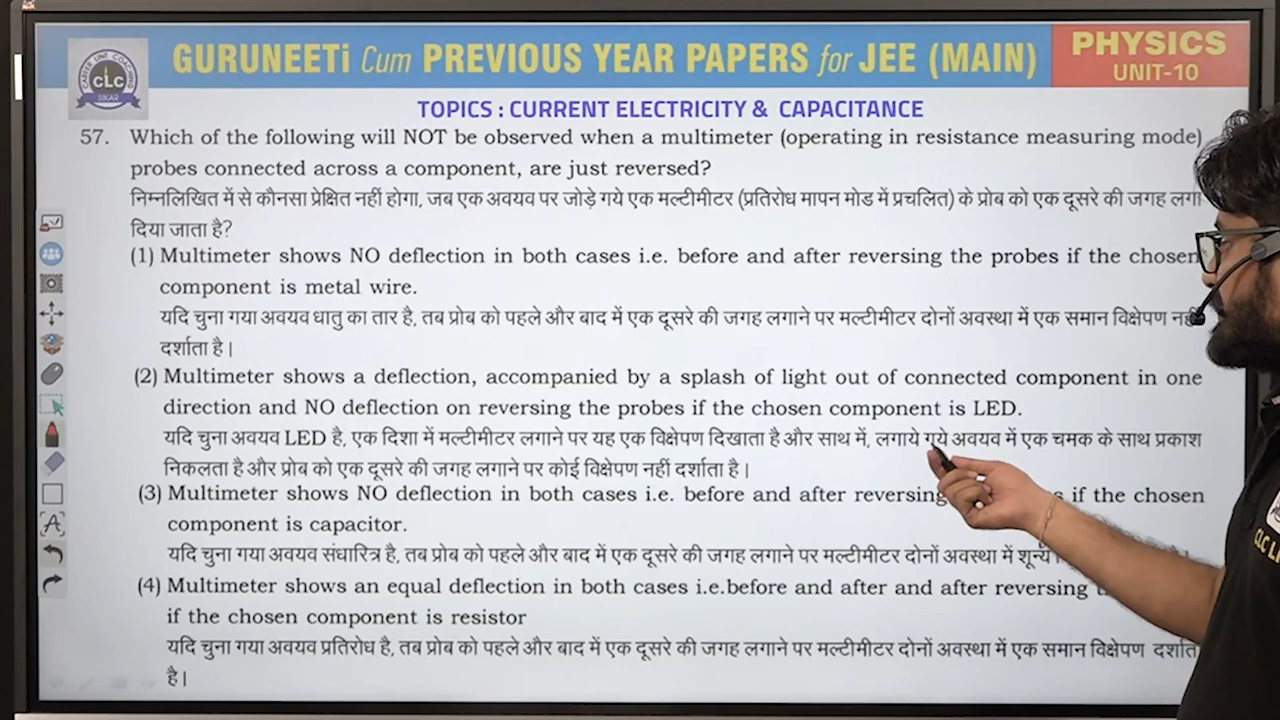 GURUNEETi Cum PREVIOUS YEAR PAPERS for JEE (MAIN)
PHYSICS
UNIT-10
CLC
SIKAR
TOPICS : CURRENT ELECTRICITY & CAPACITANCE
57. Which of the following will NOT be observed when a multimeter (operating in resistance measuring mode)
probes connected across a component, are just reversed?
निम्नलिखित में से कौनसा प्रेक्षित नहीं होगा, जब एक अवयव पर जोड़े गये एक मल्टीमीटर (प्रतिरोध मापन मोड में प्रचलित) के प्रोब को एक दूसरे की जगह लगा
दिया जाता है?
(1) Multimeter shows NO deflection in both cases i.e. before and after reversing the probes if the chosen
component is metal wire.
यदि चुना गया अवयव धातु का तार है, तब प्रोब को पहले और बाद में एक दूसरे की जगह लगाने पर मल्टीमीटर दोनों अवस्था में एक समान विक्षेपण
दर्शाता है।
(2) Multimeter shows a deflection, accompanied by a splash of light out of connected component in one
direction and NO deflection on reversing the probes if the chosen component is LED.
यदि चुना अवयव LED है, एक दिशा में मल्टीमीटर लगाने पर यह एक विक्षेपण दिखाता है और साथ में, लगाये गये अवयव में एक चमक के साथ प्रकाश
निकलता है और प्रोब को एक दूसरे की जगह लगाने पर कोई विक्षेपण नहीं दर्शाता है।
(3) Multimeter shows NO deflection in both cases i.e. before and after reversing if the chosen
component is capacitor.
यदि चुना गया अवयव संधारित्र है, तब प्रोब को पहले और बाद में एक दूसरे की जगह लगाने पर मल्टीमीटर दोनों अवस्था में शून्य
(4) Multimeter shows an equal deflection in both cases i.e.before and after and after reversing
if the chosen component is resistor
यदि चुना गया अवयव प्रतिरोध है, तब प्रोब को पहले और बाद में एक दूसरे की जगह लगाने पर मल्टीमीटर दोनों अवस्था में एक समान विक्षेपण दर्शाता
है।
CLC